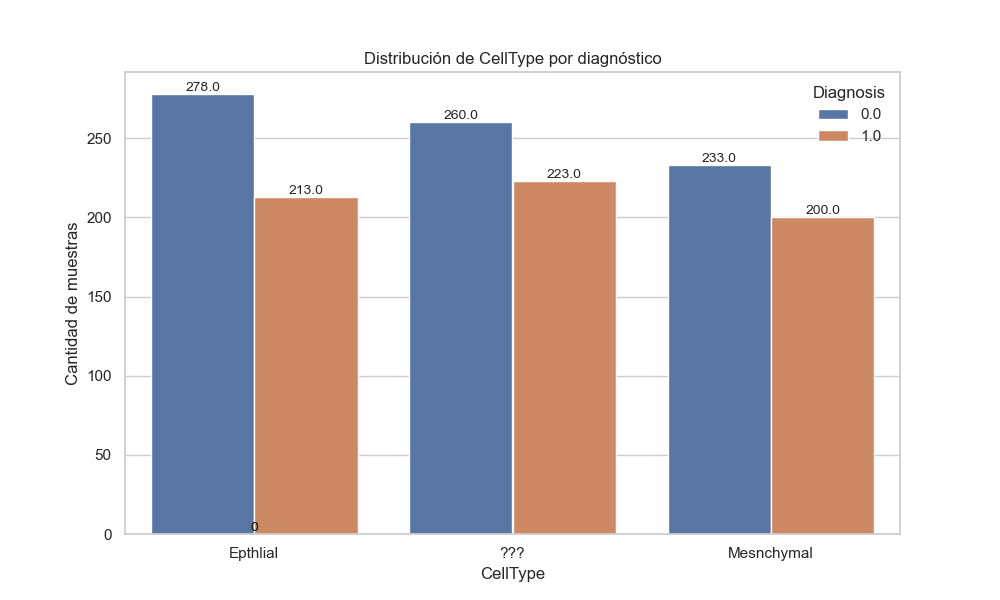 Distribución de CellType por diagnóstico
278.0
260.0
233.0
213.0
223.0
200.0
0
Diagnosis
0.0
1.0
Cantidad de muestras
250
200
150
100
50
0
Epthlial
???
Mesnchymal
CellType